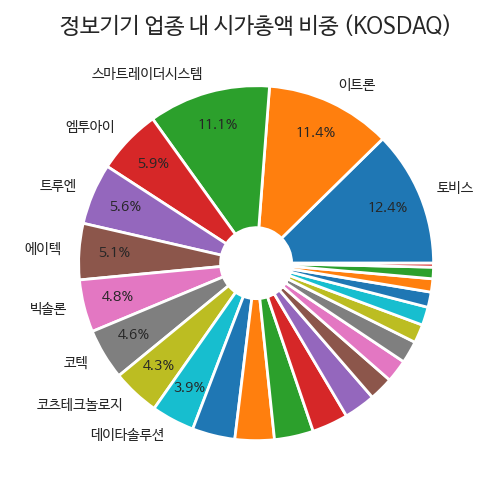 정보기기 업종 내 시가총액 비중 (KOSDAQ)
스마트레이더시스템
이트론
11.1%
11.4%
엠투아이
5.9%
트루엔
5.6%
토비스
12.4%
에이텍
5.1%
빅솔론
4.8%
코텍
4.6%
4.3%
코츠테크놀로지
3.9%
데이타솔루션